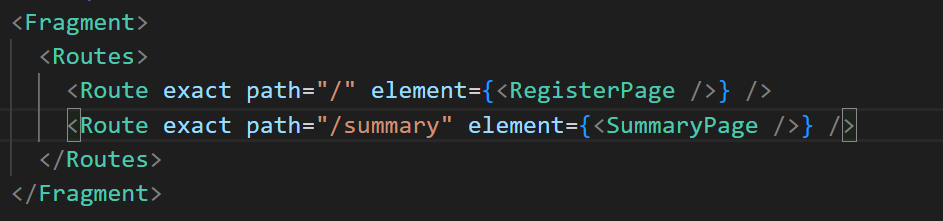 <Fragment>
<Routes>
<Route exact path="/" element={<RegisterPage />} />
<Route exact path="/summary" element={<SummaryPage />} />
</Routes>
</Fragment>